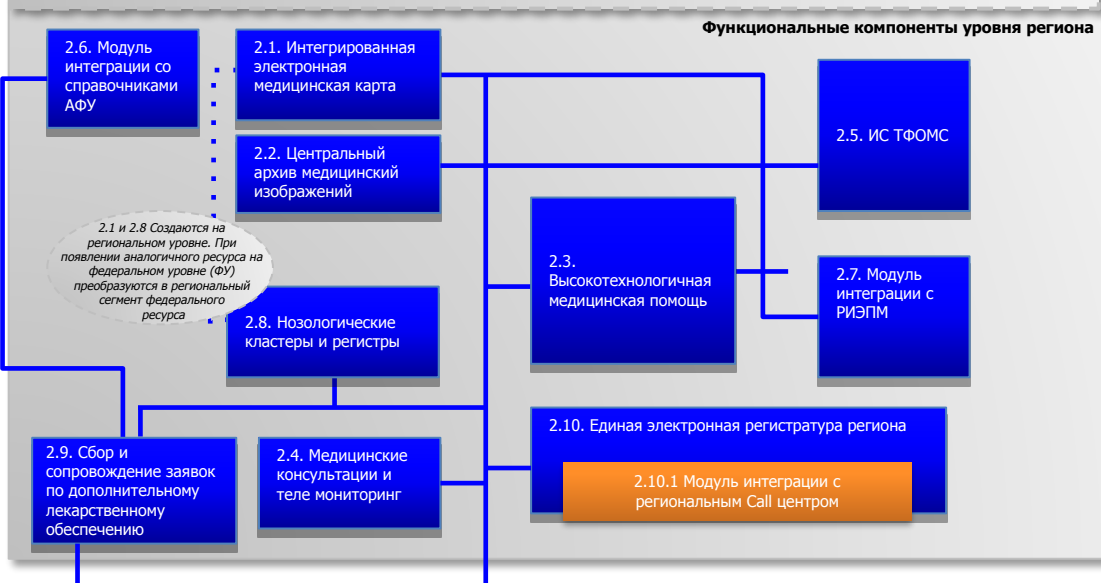 Функциональные компоненты уровня региона
2.6. Модуль
интеграции со
справочниками
АФУ
2.1. Интегрированная
электронная
медицинская карта
2.5. ИС ТФОМС
2.2. Центральный
архив медицинский
изображений
2.1 и 2.8 Создаются на
региональном уровне. При
появлении аналогичного ресурса на
федеральном уровне (ФУ)
преобразуются в региональный
сегмент федерального
ресурса
2.3.
Высокотехнологичная
медицинская помощь
2.7. Модуль
интеграции с
РИЭПМ
2.8. Нозологические
кластеры и регистры
2.10. Единая электронная регистратура региона
2.10.1 Модуль интеграции с
региональным Call центром
2.9. Сбор и
сопровождение заявок
по дополнительному
лекарственному
обеспечению
2.4. Медицинские
консультации и
теле мониторинг